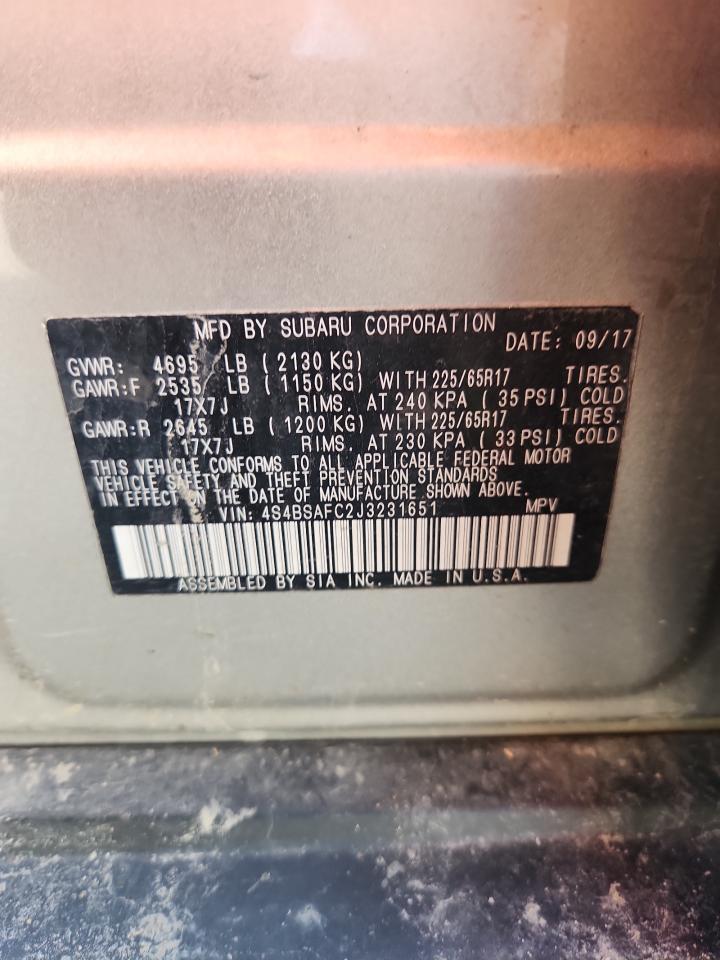 MFD BY SUBARU CORPORATION DATE: 09/17
GVWR: 4695 LB ( 2130 KG)
GAWR:F 2535 LB ( 1150 KG) WITH 225/65R17 TIRES.
17X7J RIMS. AT 240 KPA ( 35 PSI) COLD
GAWR:R 2645 LB ( 1200 KG) WITH 225/65R17 TIRES.
17X7J RIMS. AT 230 KPA ( 33 PSI) COLD
THIS VEHICLE CONFORMS TO ALL APPLICABLE FEDERAL MOTOR
VEHICLE SAFETY AND THEFT PREVENTION STANDARDS
IN EFFECT ON THE DATE OF MANUFACTURE SHOWN ABOVE.
VIN: 4S4BSAFC2J3231651 MPV
ASSEMBLED BY SIA INC. MADE IN U.S.A.